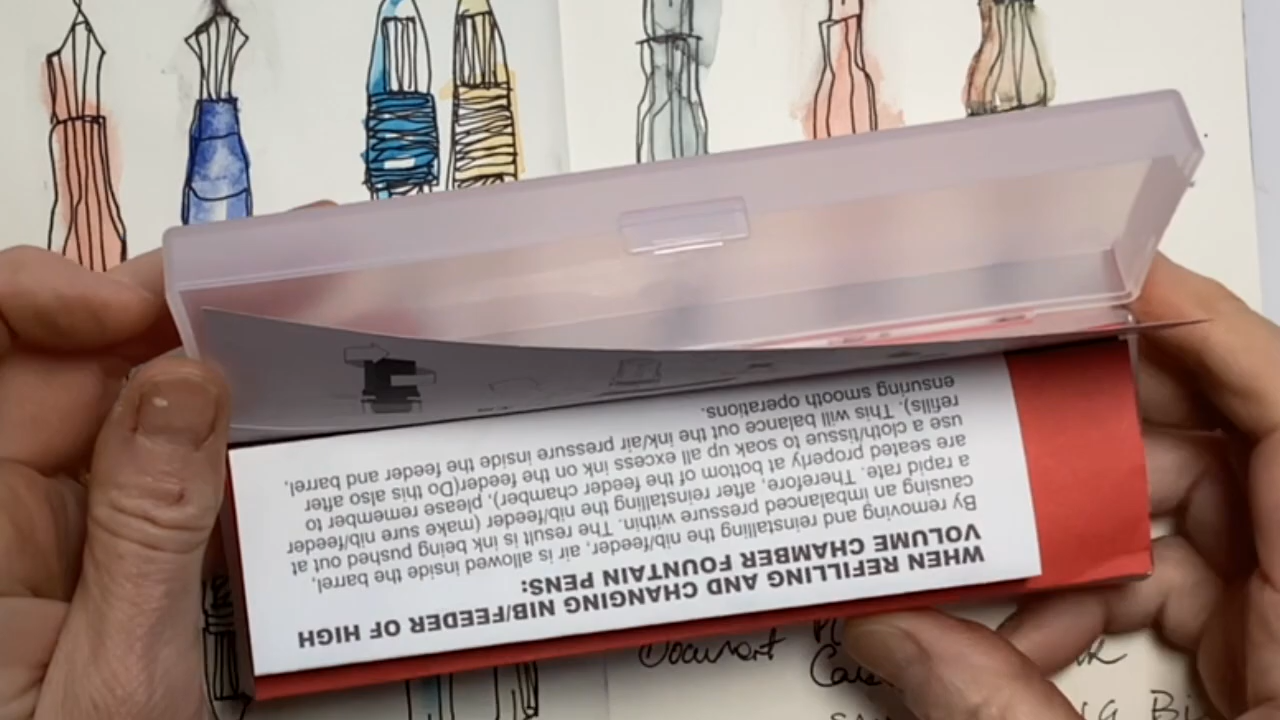 WHEN REFILLING AND CHANGING NIB/FEEDER OF HIGH
VOLUME CHAMBER FOUNTAIN PENS:
By removing and reinstalling the nib/feeder, air is allowed inside the barrel,
causing an imbalanced pressure within. The result is ink being pushed out at
a rapid rate. Therefore, after reinstalling the nib/feeder (make sure nib/feeder
are seated properly at bottom of the feeder chamber), please remember to
use a cloth/tissue to soak up all excess ink on the feeder(Do this also after
refills). This will balance out the ink/air pressure inside the feeder and barrel,
ensuring smooth operations.
Document